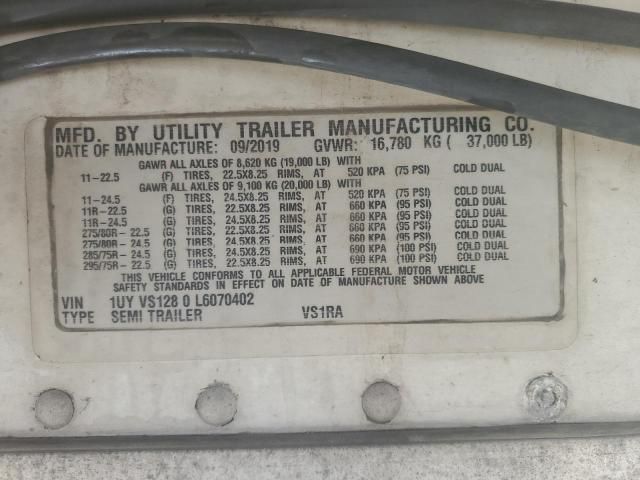 MFD. BY UTILITY TRAILER MANUFACTURING CO.
DATE OF MANUFACTURE: 09/2019 GVWR: 16,780 KG ( 37,000 LB)
GAWR ALL AXLES OF 8,620 KG (19,000 LB) WITH
11-22.5 (F) TIRES, 22.5X8.25 RIMS, AT 520 KPA (75 PSI) COLD DUAL
GAWR ALL AXLES OF 9,100 KG (20,000 LB) WITH
11-24.5 (F) TIRES, 24.5X8.25 RIMS, AT 520 KPA (75 PSI) COLD DUAL
11R-22.5 (G) TIRES, 22.5X8.25 RIMS, AT 660 KPA (95 PSI) COLD DUAL
11R-24.5 (G) TIRES, 24.5X8.25 RIMS, AT 660 KPA (95 PSI) COLD DUAL
275/80R- 22.5 (G) TIRES, 22.5X8.25 RIMS, AT 660 KPA (95 PSI) COLD DUAL
275/80R- 24.5 (G) TIRES, 24.5X8.25 RIMS, AT 660 KPA (95 PSI) COLD DUAL
285/75R- 24.5 (G) TIRES, 24.5X8.25 RIMS, AT 690 KPA (100 PSI) COLD DUAL
295/75R- 22.5 (G) TIRES, 22.5X8.25 RIMS, AT 690 KPA (100 PSI) COLD DUAL
THIS VEHICLE CONFORMS TO ALL APPLICABLE FEDERAL MOTOR VEHICLE
SAFETY STANDARDS IN EFFECT ON DATE OF MANUFACTURE SHOWN ABOVE
VIN 1UY VS128 0 L6070402
TYPE SEMI TRAILER VS1RA